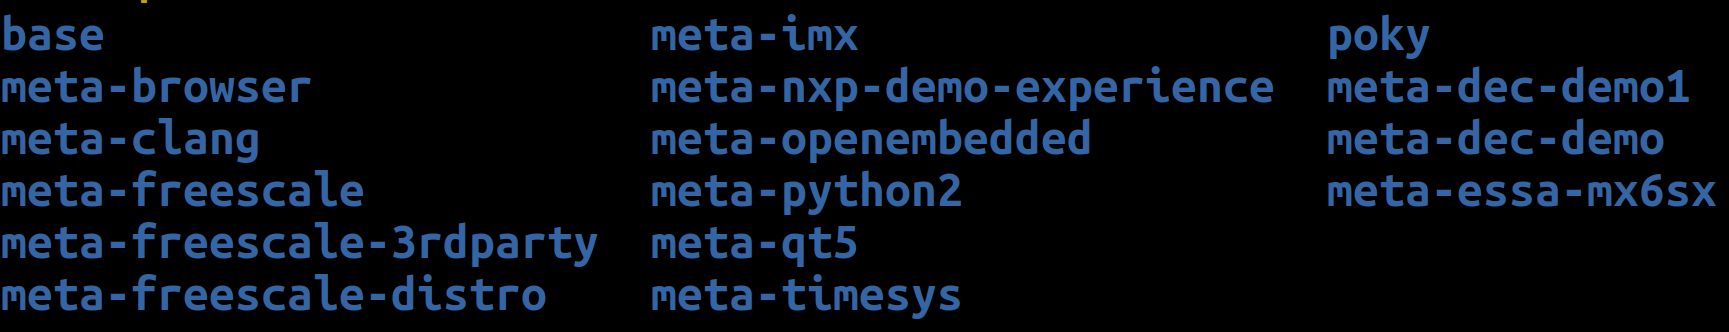 base meta-imx poky
meta-browser meta-nxp-demo-experience meta-dec-demo1
meta-clang meta-openembedded meta-dec-demo
meta-freescale meta-python2 meta-essa-mx6sx
meta-freescale-3rdparty meta-qt5
meta-freescale-distro meta-timesys